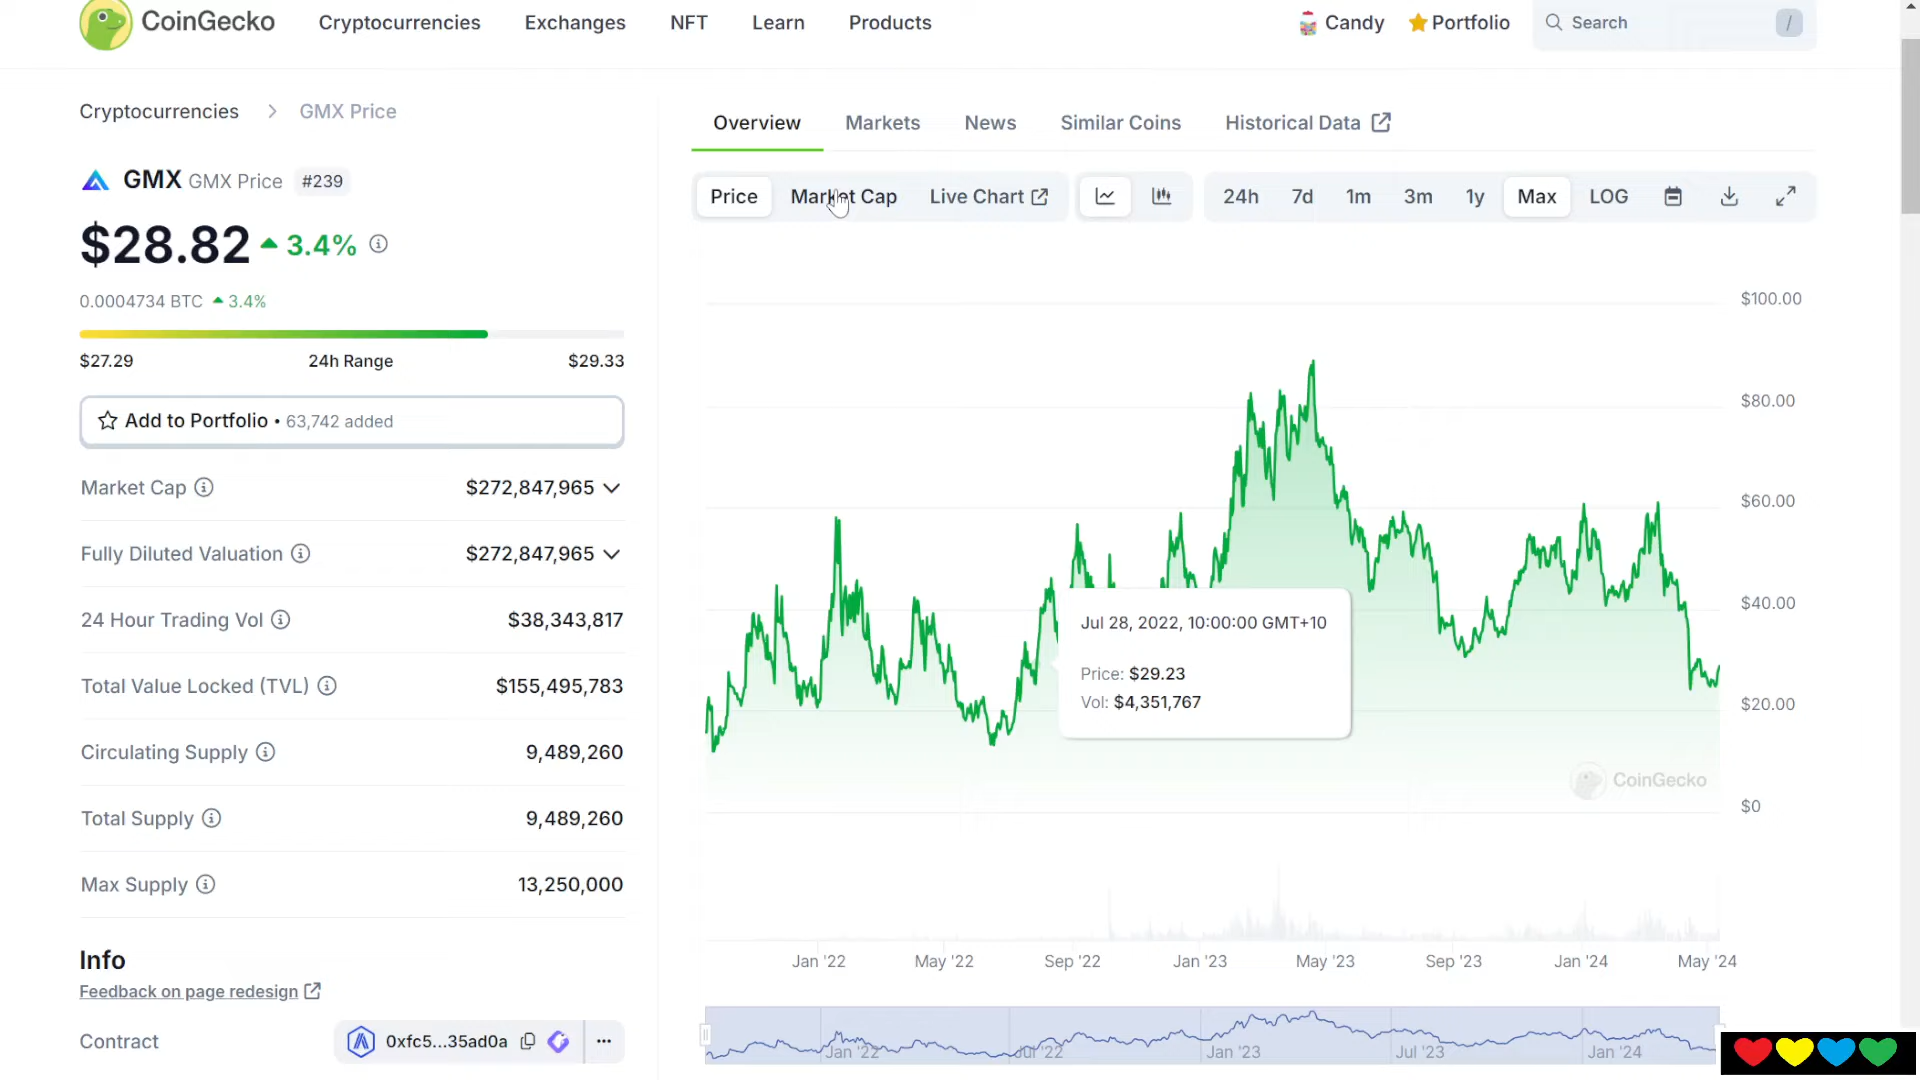 CoinGecko
Cryptocurrencies
Exchanges
NFT
Learn
Products
Candy
Portfolio
Search
/
Cryptocurrencies
GMX Price
GMX GMX Price #239
$28.82 3.4%
0.0004734 BTC 3.4%
$27.29 24h Range $29.33
Add to Portfolio • 63,742 added
Market Cap $272,847,965
Fully Diluted Valuation $272,847,965
24 Hour Trading Vol $38,343,817
Total Value Locked (TVL) $155,495,783
Circulating Supply 9,489,260
Total Supply 9,489,260
Max Supply 13,250,000
Info
Feedback on page redesign
Contract 0xfc5...35ad0a
Overview Markets News Similar Coins Historical Data
Price Market Cap Live Chart 24h 7d 1m 3m 1y Max LOG
$100.00
$80.00
$60.00
$40.00
$20.00
$0
Jul 28, 2022, 10:00:00 GMT+10
Price: $29.23
Vol: $4,351,767
CoinGecko
Jan '22 May '22 Sep '22 Jan '23 May '23 Sep '23 Jan '24 May '24
Jan '22 Jul '22 Jan '23 Jul '23 Jan '24